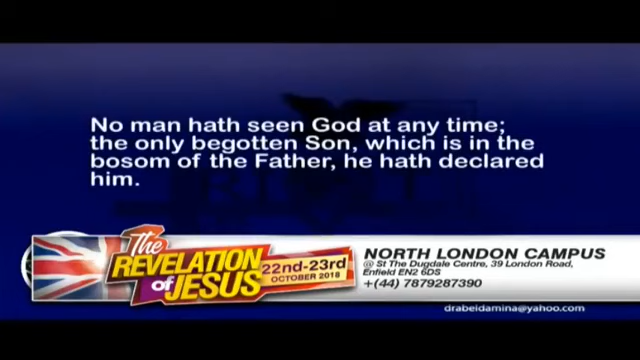 No man hath seen God at any time;
the only begotten Son, which is in the
bosom of the Father, he hath declared
him.
The
REVELATION
of JESUS
22nd-23rd
OCTOBER 2018
NORTH LONDON CAMPUS
@ St The Dugdale Centre, 39 London Road,
Enfield EN2 6DS
+(44) 7879287390
drabeldamina@yahoo.com